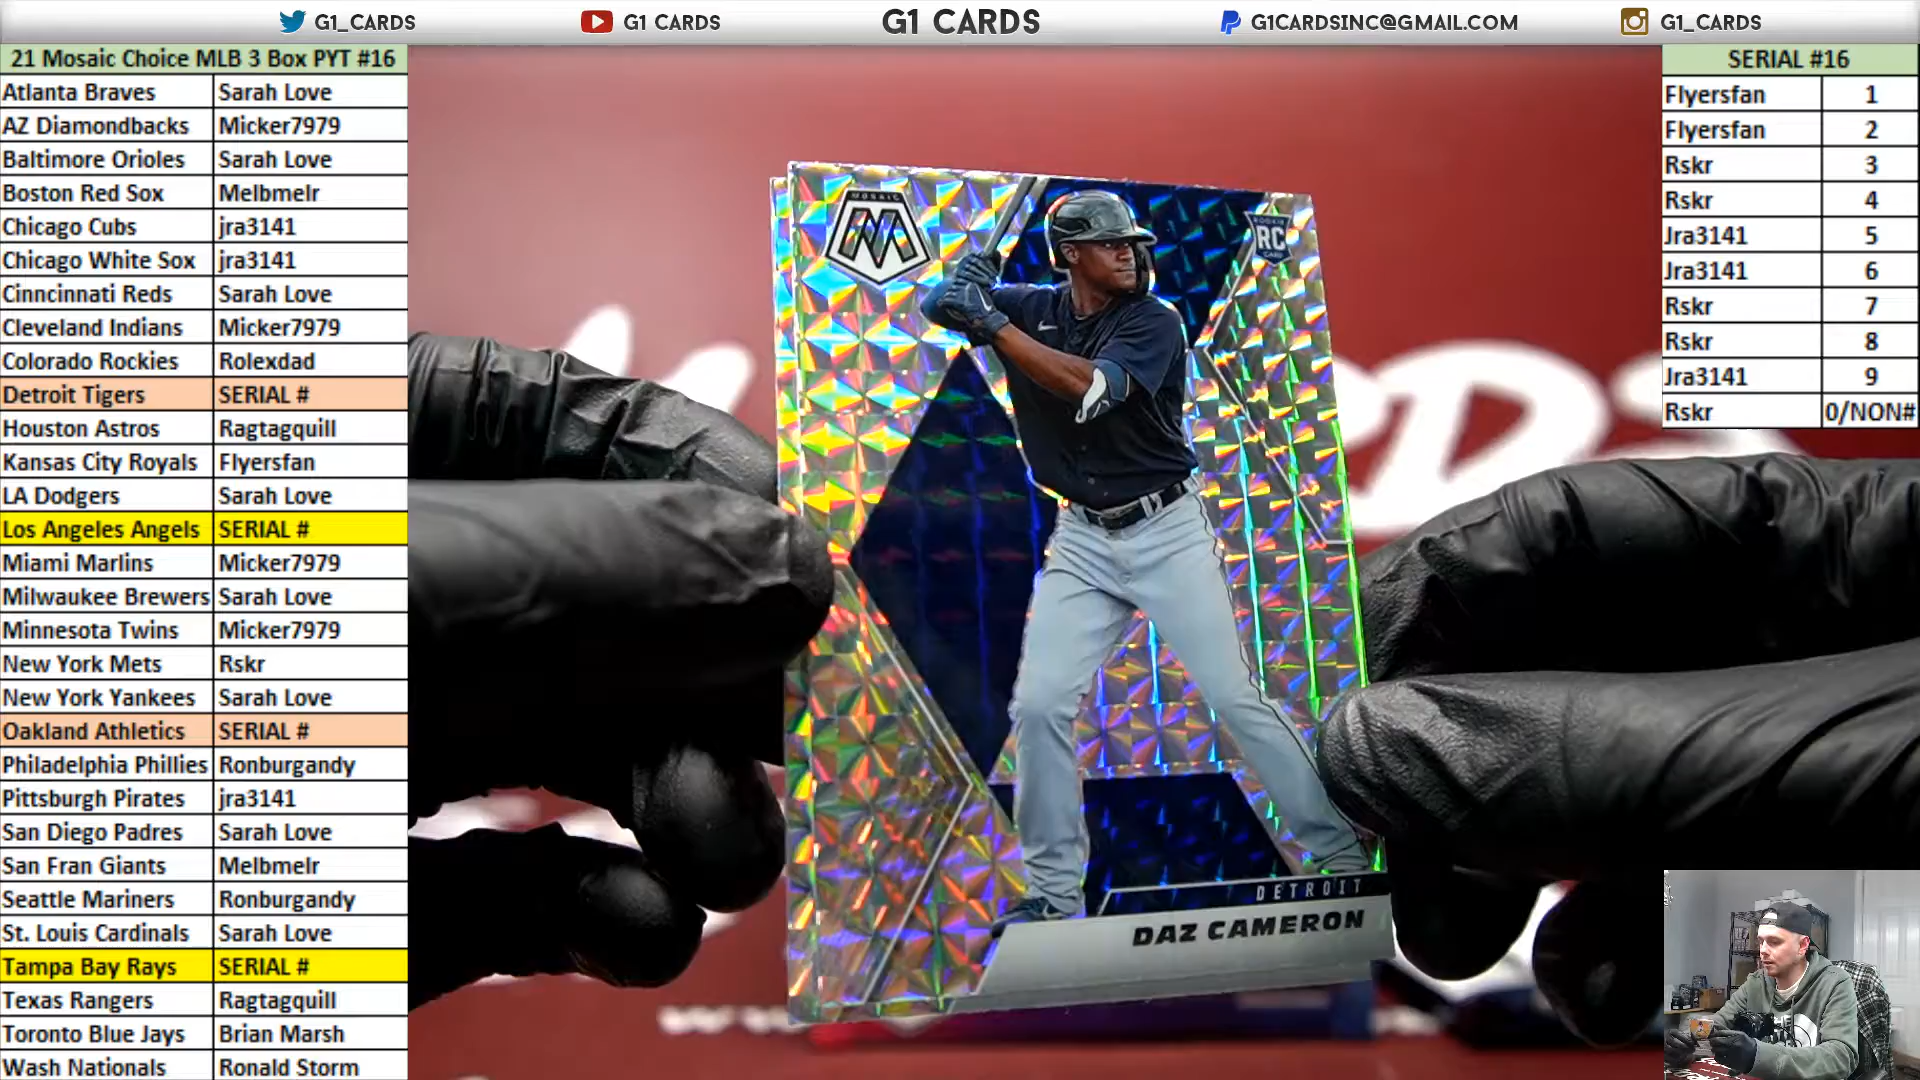 G1_CARDS
G1 CARDS
G1 CARDS
G1CARDSINC@GMAIL.COM
G1_CARDS
21 Mosaic Choice MLB 3 Box PYT #16
Atlanta Braves Sarah Love
AZ Diamondbacks Micker7979
Baltimore Orioles Sarah Love
Boston Red Sox Melbmelr
Chicago Cubs jra3141
Chicago White Sox jra3141
Cinncinnati Reds Sarah Love
Cleveland Indians Micker7979
Colorado Rockies Rolexdad
Detroit Tigers SERIAL #
Houston Astros Ragtagquill
Kansas City Royals Flyersfan
LA Dodgers Sarah Love
Los Angeles Angels SERIAL #
Miami Marlins Micker7979
Milwaukee Brewers Sarah Love
Minnesota Twins Micker7979
New York Mets Rskr
New York Yankees Sarah Love
Oakland Athletics SERIAL #
Philadelphia Phillies Ronburgandy
Pittsburgh Pirates jra3141
San Diego Padres Sarah Love
San Fran Giants Melbmelr
Seattle Mariners Ronburgandy
St. Louis Cardinals Sarah Love
Tampa Bay Rays SERIAL #
Texas Rangers Ragtagquill
Toronto Blue Jays Brian Marsh
Wash Nationals Ronald Storm
MOSAIC
M
ROOKIE
RC
CARD
DETROIT
DAZ CAMERON
SERIAL #16
Flyersfan 1
Flyersfan 2
Rskr 3
Rskr 4
Jra3141 5
Jra3141 6
Rskr 7
Rskr 8
Jra3141 9
Rskr 0/NON#